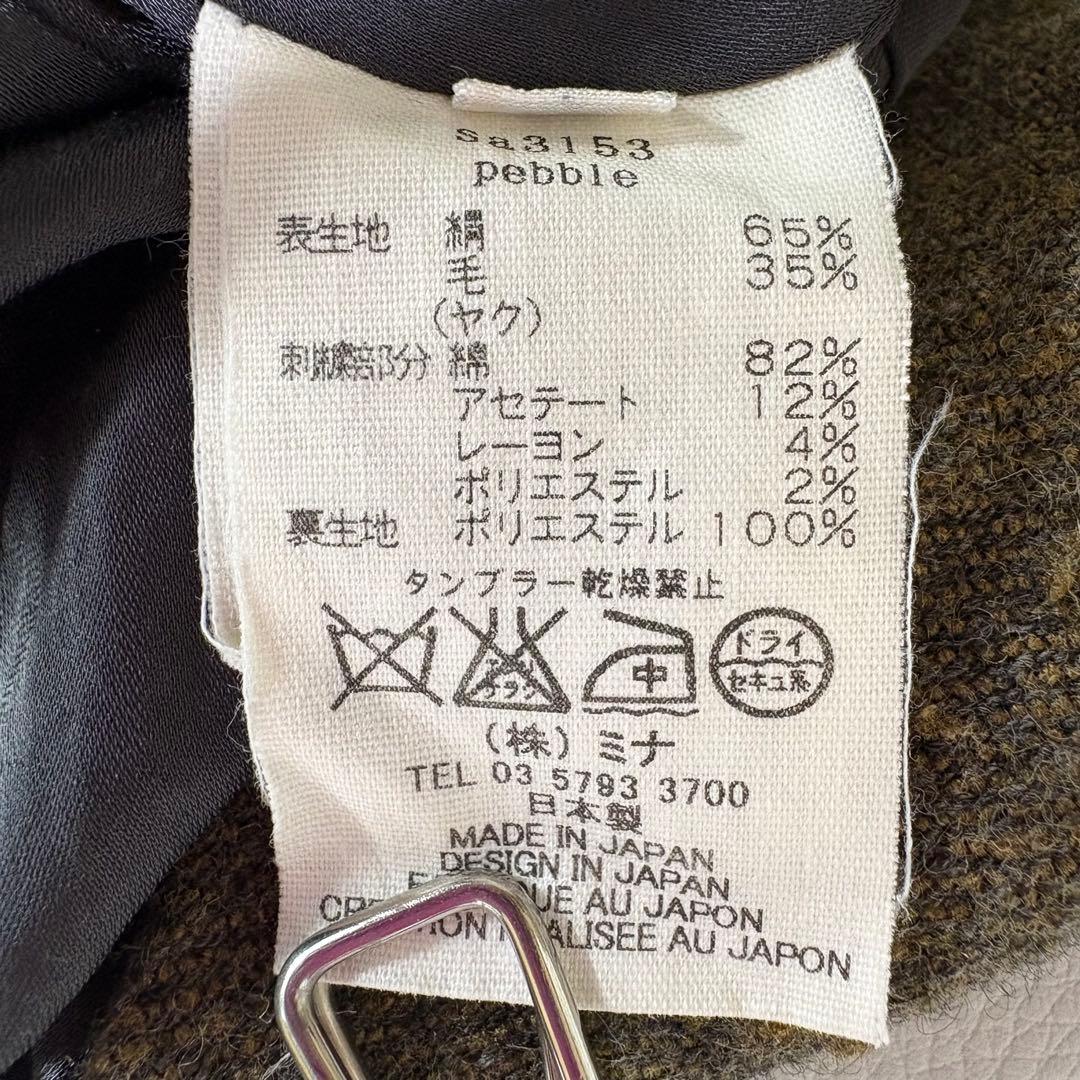 sa3153
pebble
表生地 絹 65%
毛 35%
(ヤク)
刺繍部分 綿 82%
アセテート 12%
レーヨン 4%
ポリエステル 2%
裏生地 ポリエステル 100%
タンブラー乾燥禁止
中
ドライ
セキユ系
(株) ミナ
TEL 03 5793 3700
日本製
MADE IN JAPAN
DESIGN IN JAPAN
AU JAPON
AU JAPON